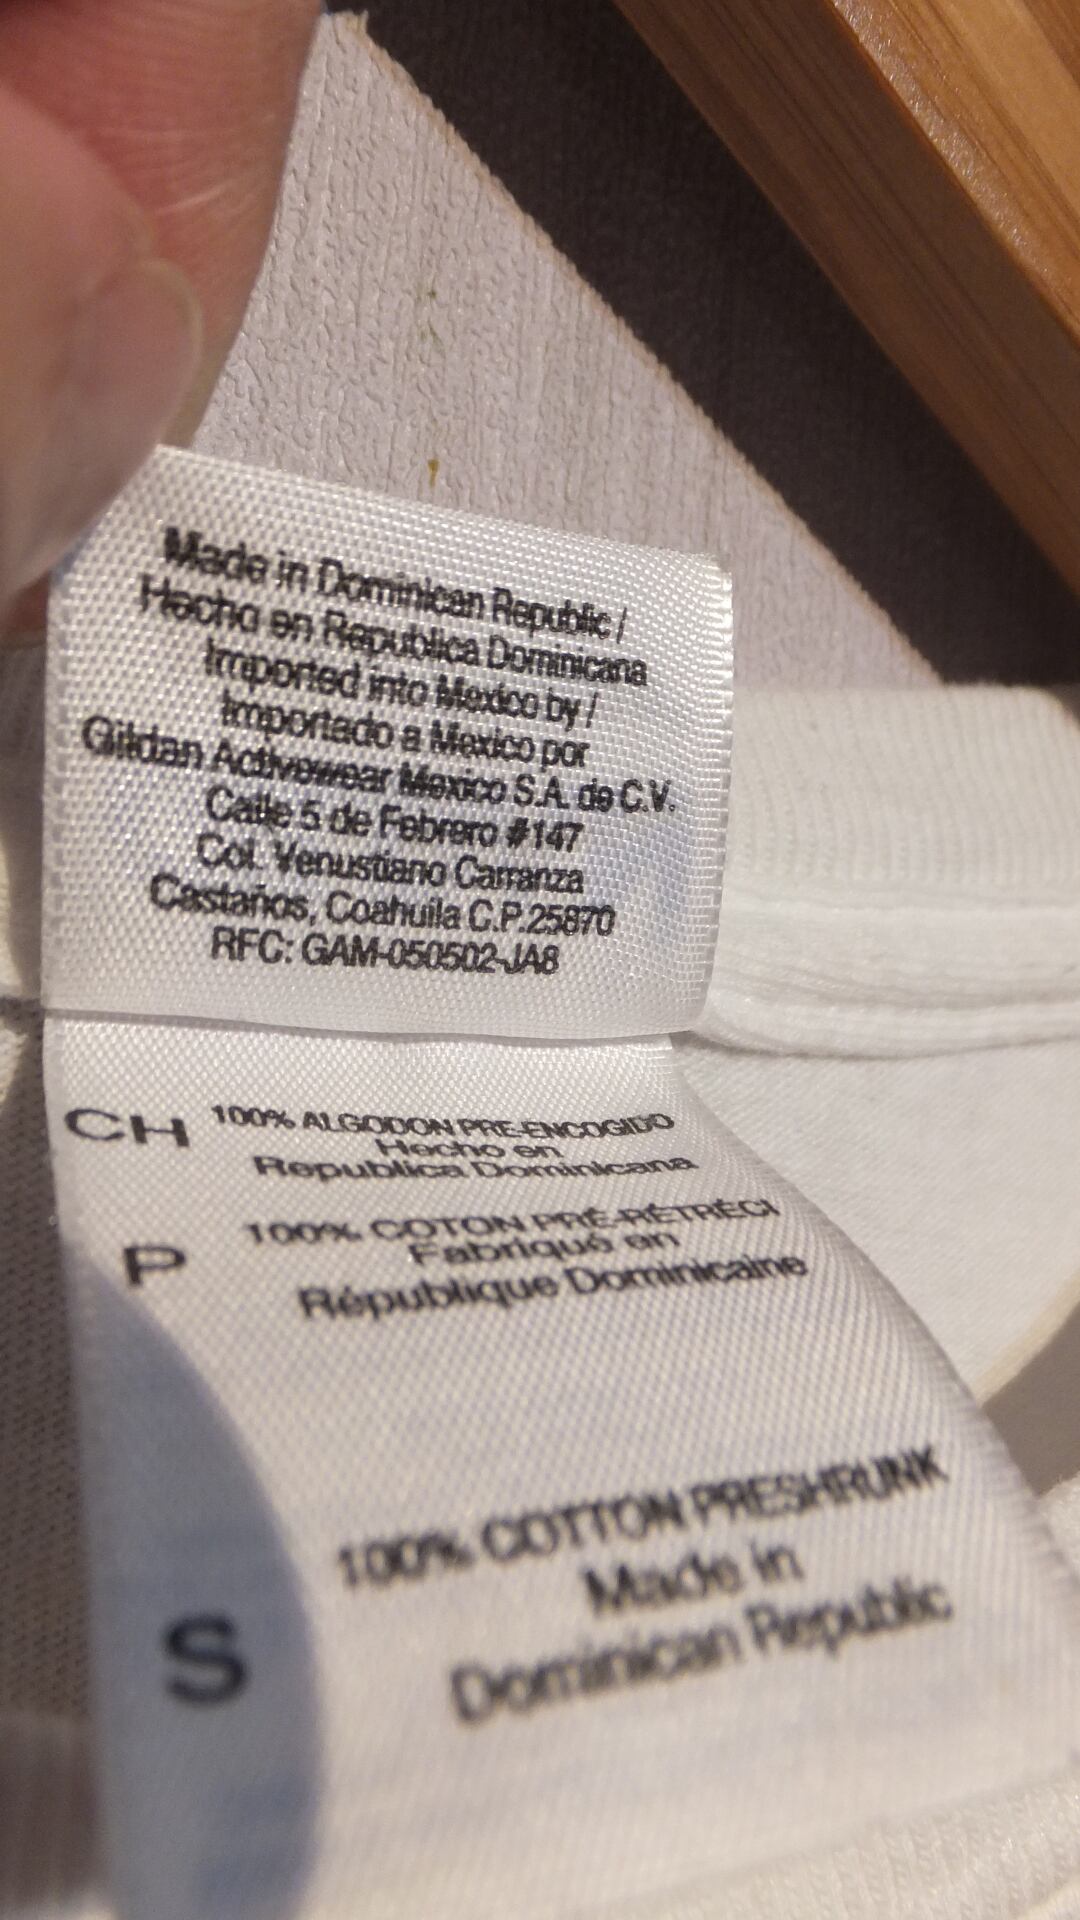 Made in Dominican Republic /
Hecho en Republica Dominicana
Imported into Mexico by /
Importado a Mexico por
Gildan Activewear Mexico S.A. de C.V.
Calle 5 de Febrero #147
Col. Venustiano Carranza
Castaños, Coahuila C.P.25870
RFC: GAM-050502-JA8
CH
100% ALGODON PRE-ENCOGIDO
Hecho en
Republica Dominicana
P
100% COTON PRÉ-RÉTRÉCI
Fabriqué en
République Dominicaine
S
100% COTTON PRESHRUNK
Made in
Dominican Republic